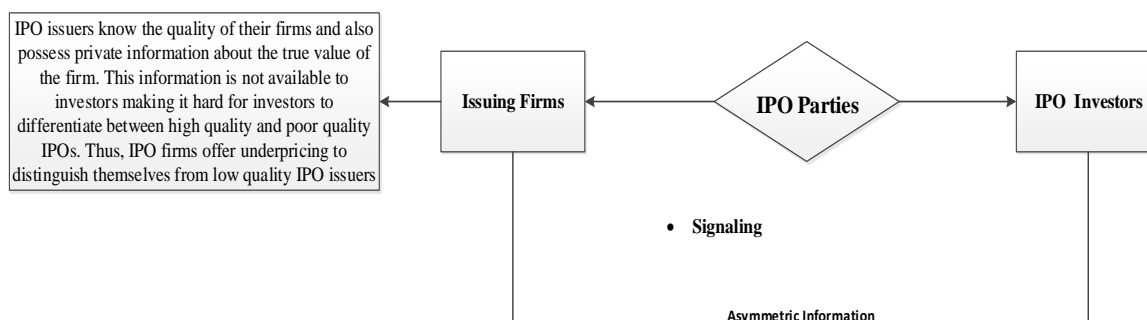 IPO issuers know the quality of their firms and also
possess private information about the true value of
the firm. This information is not available to
investors making it hard for investors to
differentiate between high quality and poor quality
IPOs. Thus, IPO firms offer underpricing to
distinguish themselves from low quality IPO issuers
Issuing Firms
IPO Parties
IPO Investors
• Signaling
Asymmetric Information